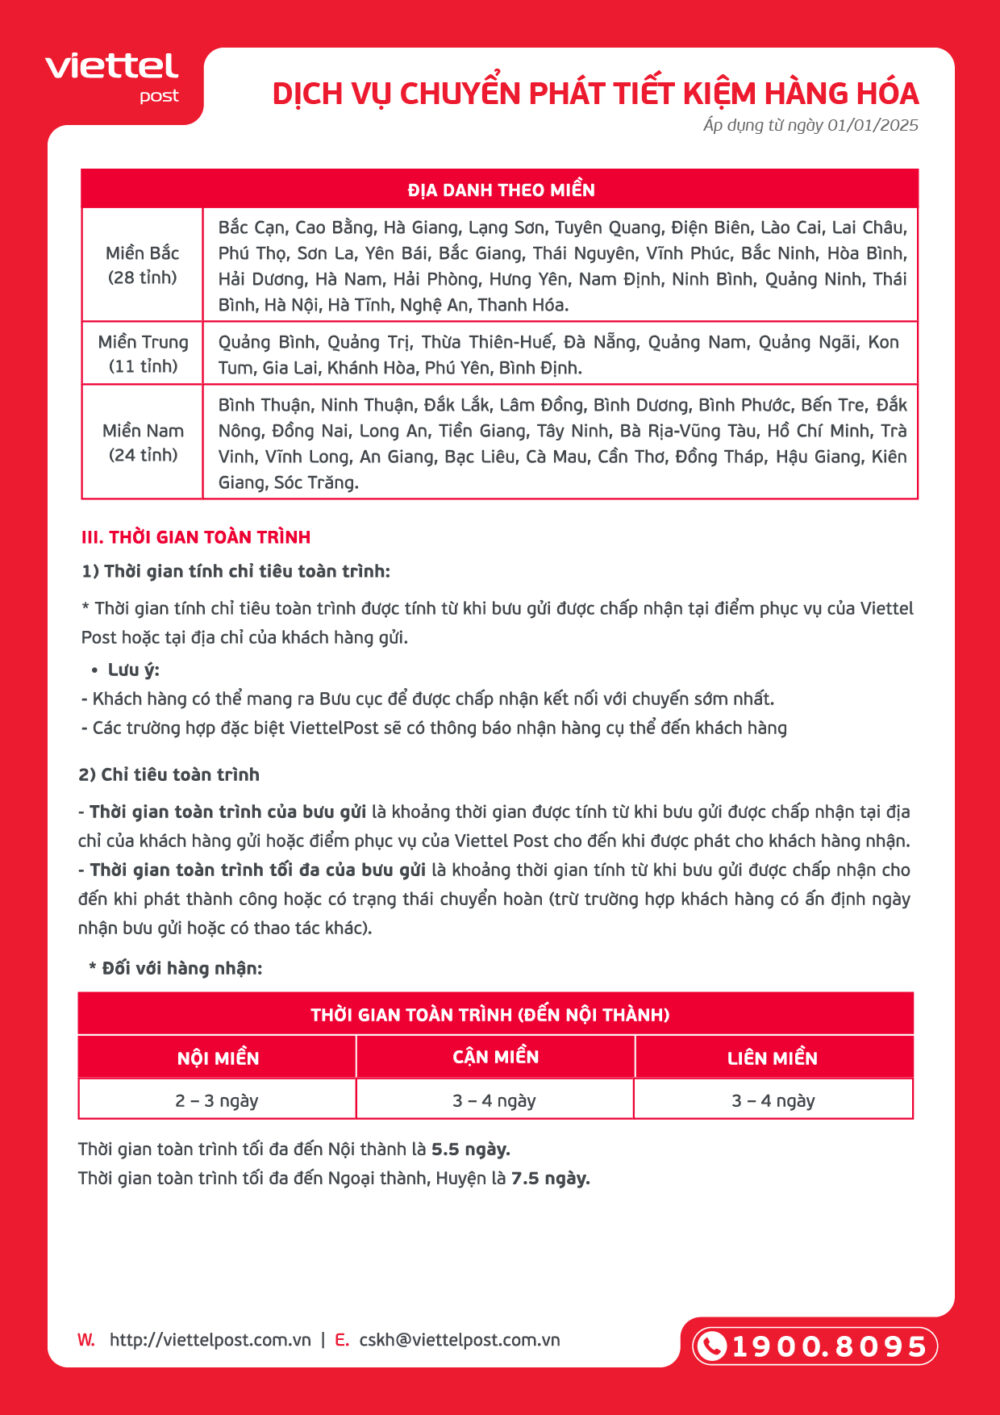 viettel
post
DỊCH VỤ CHUYỂN PHÁT TIẾT KIỆM HÀNG HÓA
Áp dụng từ ngày 01/01/2025
ĐỊA DANH THEO MIỀN
Miền Bắc
(28 tỉnh)
Bắc Cạn, Cao Bằng, Hà Giang, Lạng Sơn, Tuyên Quang, Điện Biên, Lào Cai, Lai Châu,
Phú Thọ, Sơn La, Yên Bái, Bắc Giang, Thái Nguyên, Vĩnh Phúc, Bắc Ninh, Hòa Bình,
Hải Dương, Hà Nam, Hải Phòng, Hưng Yên, Nam Định, Ninh Bình, Quảng Ninh, Thái
Bình, Hà Nội, Hà Tĩnh, Nghệ An, Thanh Hóa.
Miền Trung
(11 tỉnh)
Quảng Bình, Quảng Trị, Thừa Thiên-Huế, Đà Nẵng, Quảng Nam, Quảng Ngãi, Kon
Tum, Gia Lai, Khánh Hòa, Phú Yên, Bình Định.
Miền Nam
(24 tỉnh)
Bình Thuận, Ninh Thuận, Đắk Lắk, Lâm Đồng, Bình Dương, Bình Phước, Bến Tre, Đắk
Nông, Đồng Nai, Long An, Tiền Giang, Tây Ninh, Bà Rịa-Vũng Tàu, Hồ Chí Minh, Trà
Vinh, Vĩnh Long, An Giang, Bạc Liêu, Cà Mau, Cần Thơ, Đồng Tháp, Hậu Giang, Kiên
Giang, Sóc Trăng.
III. THỜI GIAN TOÀN TRÌNH
1) Thời gian tính chỉ tiêu toàn trình:
* Thời gian tính chỉ tiêu toàn trình được tính từ khi bưu gửi được chấp nhận tại điểm phục vụ của Viettel
Post hoặc tại địa chỉ của khách hàng gửi.
• Lưu ý:
- Khách hàng có thể mang ra Bưu cục để được chấp nhận kết nối với chuyến sớm nhất.
- Các trường hợp đặc biệt ViettelPost sẽ có thông báo nhận hàng cụ thể đến khách hàng
2) Chỉ tiêu toàn trình
- Thời gian toàn trình của bưu gửi là khoảng thời gian được tính từ khi bưu gửi được chấp nhận tại địa
chỉ của khách hàng gửi hoặc điểm phục vụ của Viettel Post cho đến khi được phát cho khách hàng nhận.
- Thời gian toàn trình tối đa của bưu gửi là khoảng thời gian tính từ khi bưu gửi được chấp nhận cho
đến khi phát thành công hoặc có trạng thái chuyển hoàn (trừ trường hợp khách hàng có ấn định ngày
nhận bưu gửi hoặc có thao tác khác).
* Đối với hàng nhận:
THỜI GIAN TOÀN TRÌNH (ĐẾN NỘI THÀNH)
NỘI MIỀN CẬN MIỀN LIÊN MIỀN
2 – 3 ngày 3 – 4 ngày 3 – 4 ngày
Thời gian toàn trình tối đa đến Nội thành là 5.5 ngày.
Thời gian toàn trình tối đa đến Ngoại thành, Huyện là 7.5 ngày.
W. http://viettelpost.com.vn | E. cskh@viettelpost.com.vn
1900.8095